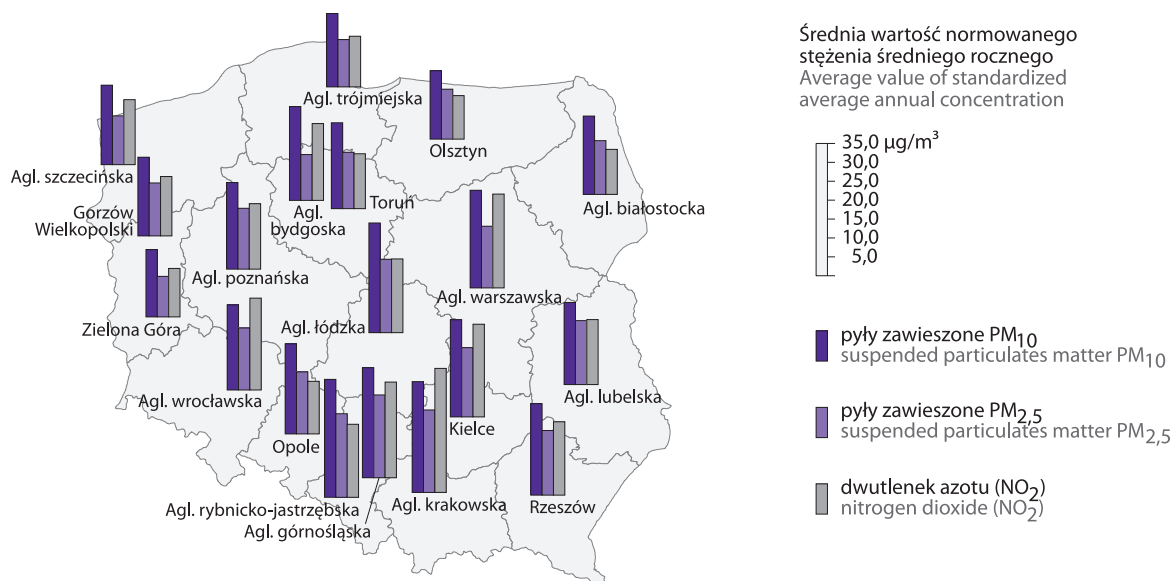 Średnia wartość normowanego
stężenia średniego rocznego
Average value of standardized
average annual concentration
35,0 µg/m³
30,0
25,0
20,0
15,0
10,0
5,0
pyły zawieszone PM10
suspended particulates matter PM10
pyły zawieszone PM2,5
suspended particulates matter PM2,5
dwutlenek azotu (NO2)
nitrogen dioxide (NO2)
Agl. trójmiejska
Olsztyn
Agl. szczecińska
Agl. białostocka
Gorzów
Wielkopolski
Agl.
bydgoska
Toruń
Agl. poznańska
Agl. warszawska
Zielona Góra
Agl. łódzka
Agl. wrocławska
Agl. lubelska
Opole
Kielce
Agl. rybnicko-jastrzębska
Agl. górnośląska
Agl. krakowska
Rzeszów